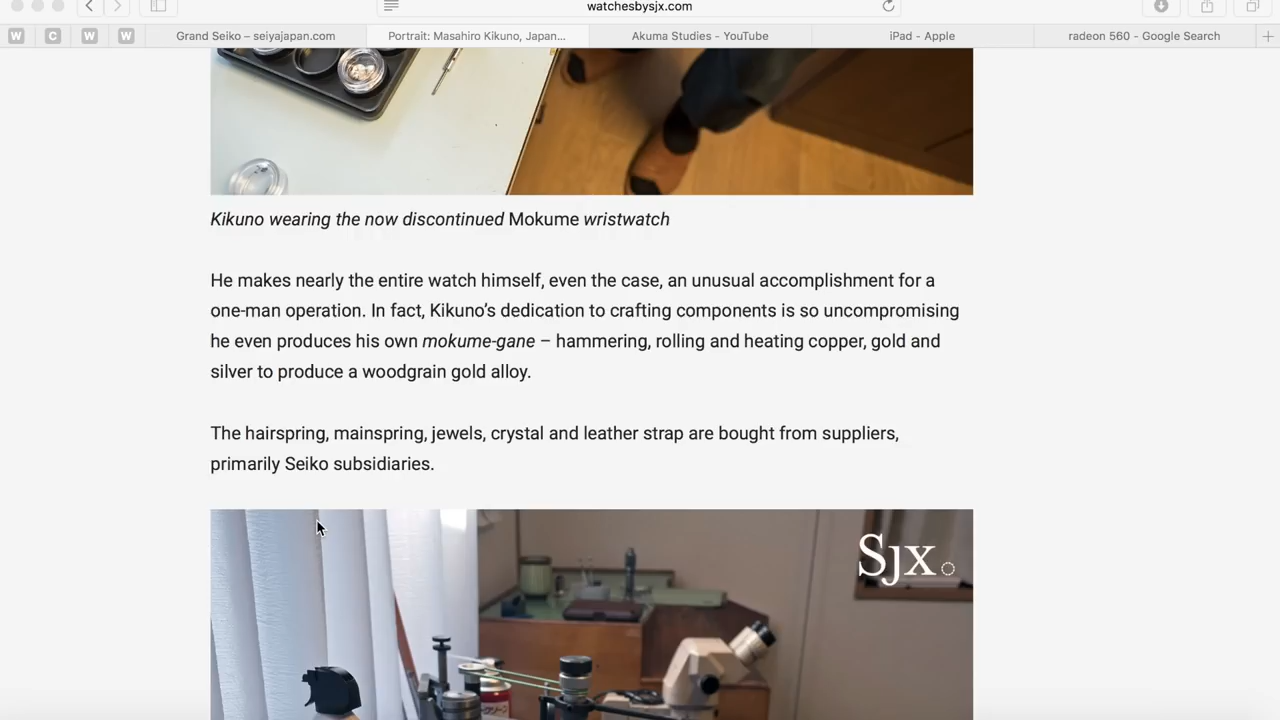 watchesbysjx.com
W
C
W
W
Grand Seiko – seiyajapan.com
Portrait: Masahiro Kikuno, Japan...
Akuma Studies - YouTube
iPad - Apple
radeon 560 - Google Search
Kikuno wearing the now discontinued Mokume wristwatch
He makes nearly the entire watch himself, even the case, an unusual accomplishment for a
one-man operation. In fact, Kikuno’s dedication to crafting components is so uncompromising
he even produces his own mokume-gane – hammering, rolling and heating copper, gold and
silver to produce a woodgrain gold alloy.
The hairspring, mainspring, jewels, crystal and leather strap are bought from suppliers,
primarily Seiko subsidiaries.
Sjx